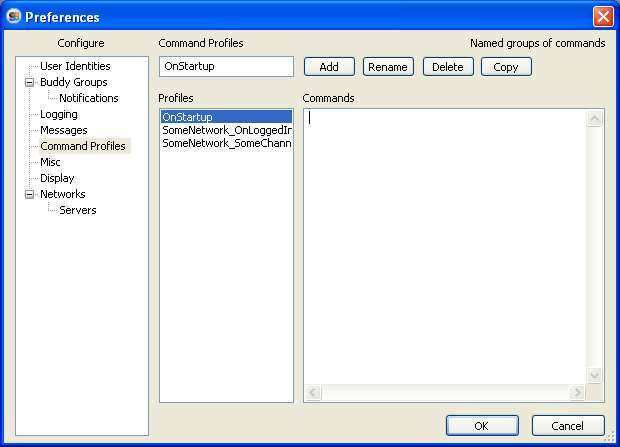 Preferences
Configure
Command Profiles
Named groups of commands
User Identities
Buddy Groups
Notifications
Logging
Messages
Command Profiles
Misc
Display
Networks
Servers
OnStartup
Add
Rename
Delete
Copy
Profiles
Commands
OnStartup
SomeNetwork_OnLoggedIn
SomeNetwork_SomeChann
OK
Cancel